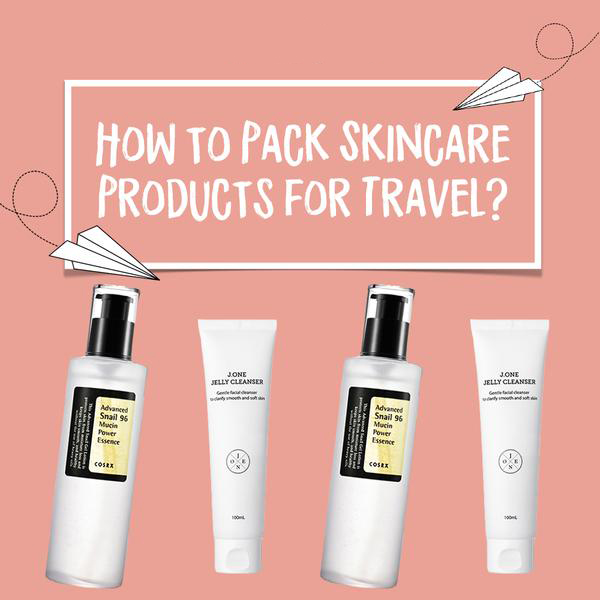 HOW TO PACK SKINCARE
PRODUCTS FOR TRAVEL?
Advanced
Snail 96
Mucin
Power
Essence
COSRX
J.ONE
JELLY CLEANSER
Gentle facial cleanser
to clarify smooth and soft skin
J
O E
N
100mL
Advanced
Snail 96
Mucin
Power
Essence
COSRX
J.ONE
JELLY CLEANSER
Gentle facial cleanser
to clarify smooth and soft skin
J
O E
N
100mL